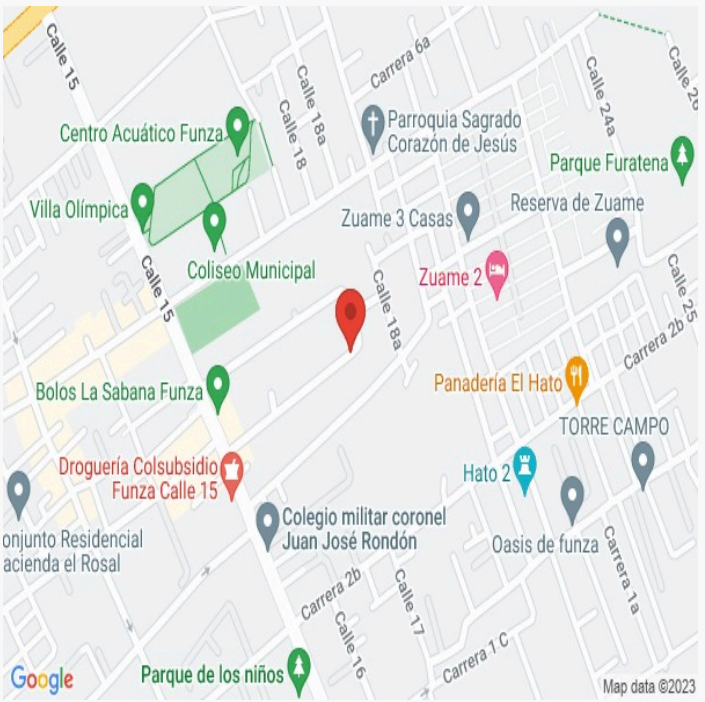 Calle 15
Carrera 6a
Calle 18a
Calle 18
Calle 24a
Calle 26
Centro Acuático Funza
Parroquia Sagrado
Corazón de Jesús
Parque Furatena
Villa Olímpica
Zuame 3 Casas
Reserva de Zuame
Coliseo Municipal
Calle 15
Zuame 2
Calle 18a
Calle 25
Carrera 2b
Bolos La Sabana Funza
Panadería El Hato
TORRE CAMPO
Droguería Colsubsidio
Funza Calle 15
Hato 2
Colegio militar coronel
Juan José Rondón
Oasis de funza
onjunto Residencial
acienda el Rosal
Carrera 2b
Calle 17
Carrera 1a
Calle 16
Carrera 1 C
Parque de los niños
Google
Map data ©2023